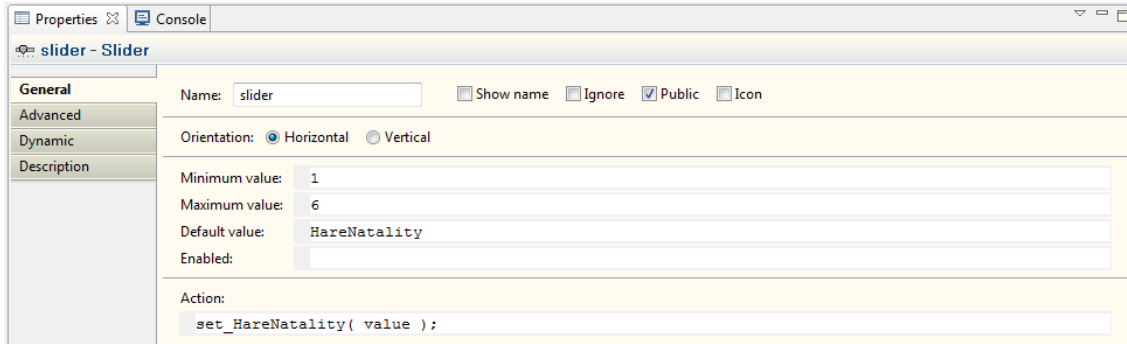 Properties Console
slider - Slider
General
Advanced
Dynamic
Description
Name: slider Show name Ignore Public Icon
Orientation: Horizontal Vertical
Minimum value: 1
Maximum value: 6
Default value: HareNatality
Enabled:
Action:
set_HareNatality( value );